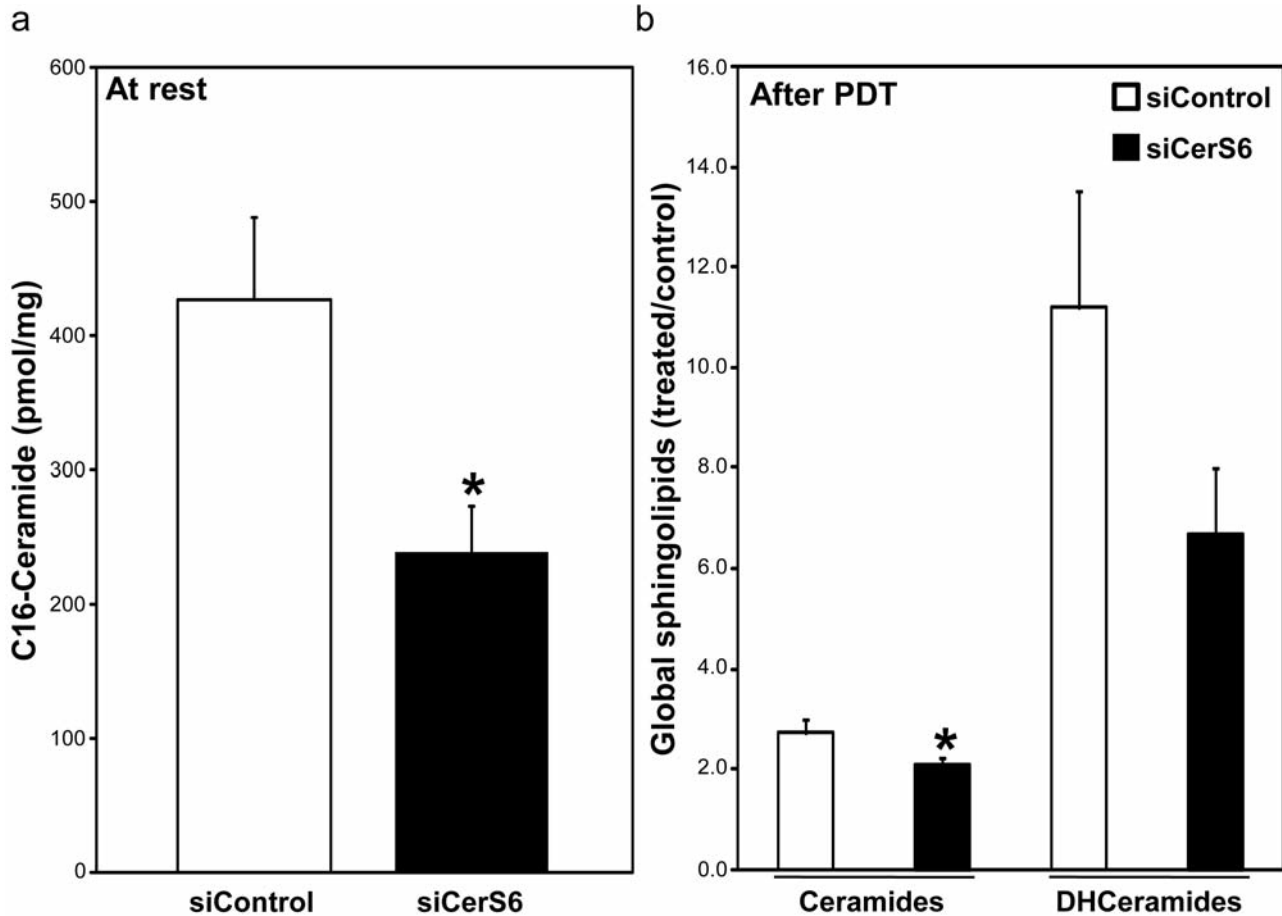 a
At rest
C16-Ceramide (pmol/mg)
600
500
400
300
200
100
0
*
siControl
siCerS6
b
After PDT
siControl
siCerS6
Global sphingolipids (treated/control)
16.0
14.0
12.0
10.0
8.0
6.0
4.0
2.0
0.0
*
Ceramides
DHCeramides